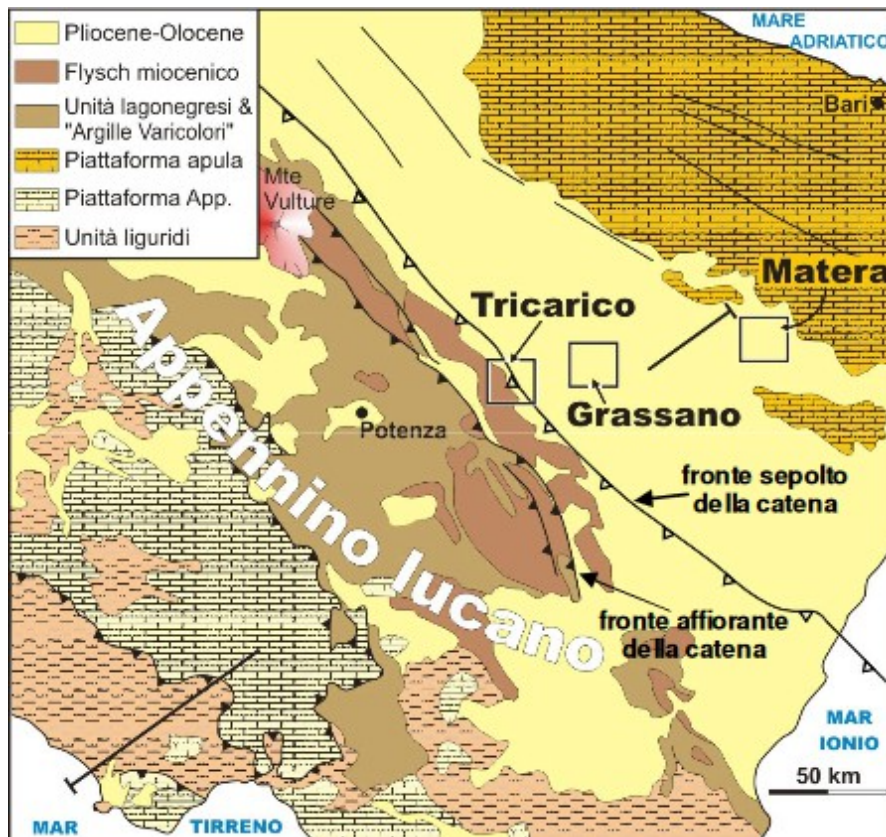 Pliocene-Olocene
Flysch miocenico
Unità lagonegresi &
"Argille Varicolori"
Piattaforma apula
Piattaforma App.
Unità liguridi
MARE
ADRIATICO
Bari
Mte
Vulture
Matera
Tricarico
Grassano
Potenza
Appennino lucano
fronte sepolto
della catena
fronte affiorante
della catena
MAR
IONIO
50 km
MAR TIRRENO